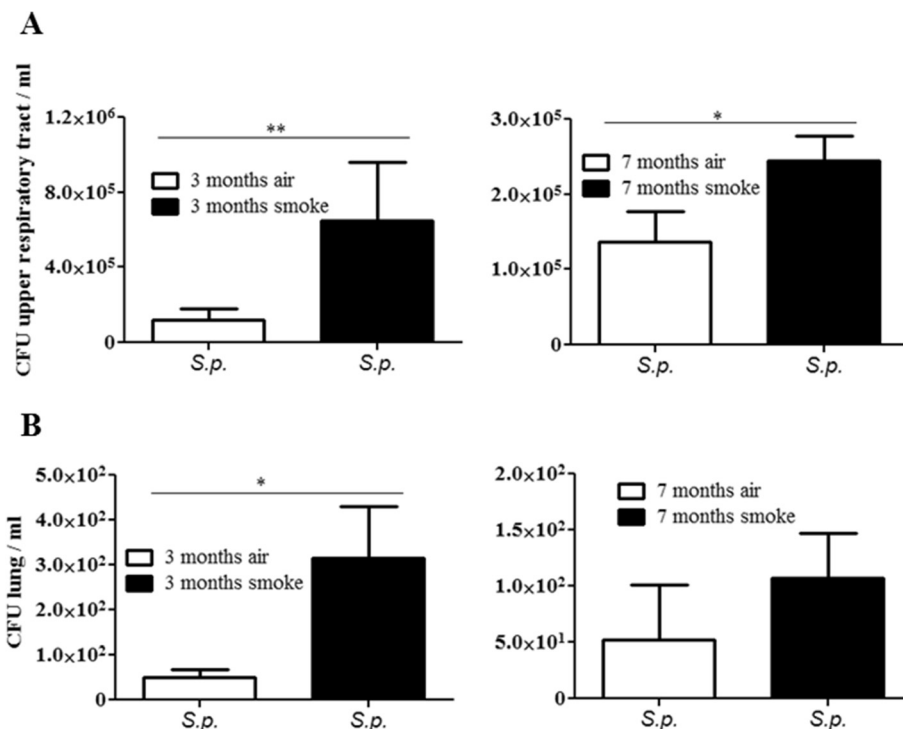 A
CFU upper respiratory tract / ml
1.2×10⁶
8.0×10⁵
4.0×10⁵
0
**
3 months air
3 months smoke
S.p.
S.p.
3.0×10⁵
2.0×10⁵
1.0×10⁵
0
*
7 months air
7 months smoke
S.p.
S.p.
B
CFU lung / ml
5.0×10²
4.0×10²
3.0×10²
2.0×10²
1.0×10²
0
*
3 months air
3 months smoke
S.p.
S.p.
2.0×10²
1.5×10²
1.0×10²
5.0×10¹
0
7 months air
7 months smoke
S.p.
S.p.